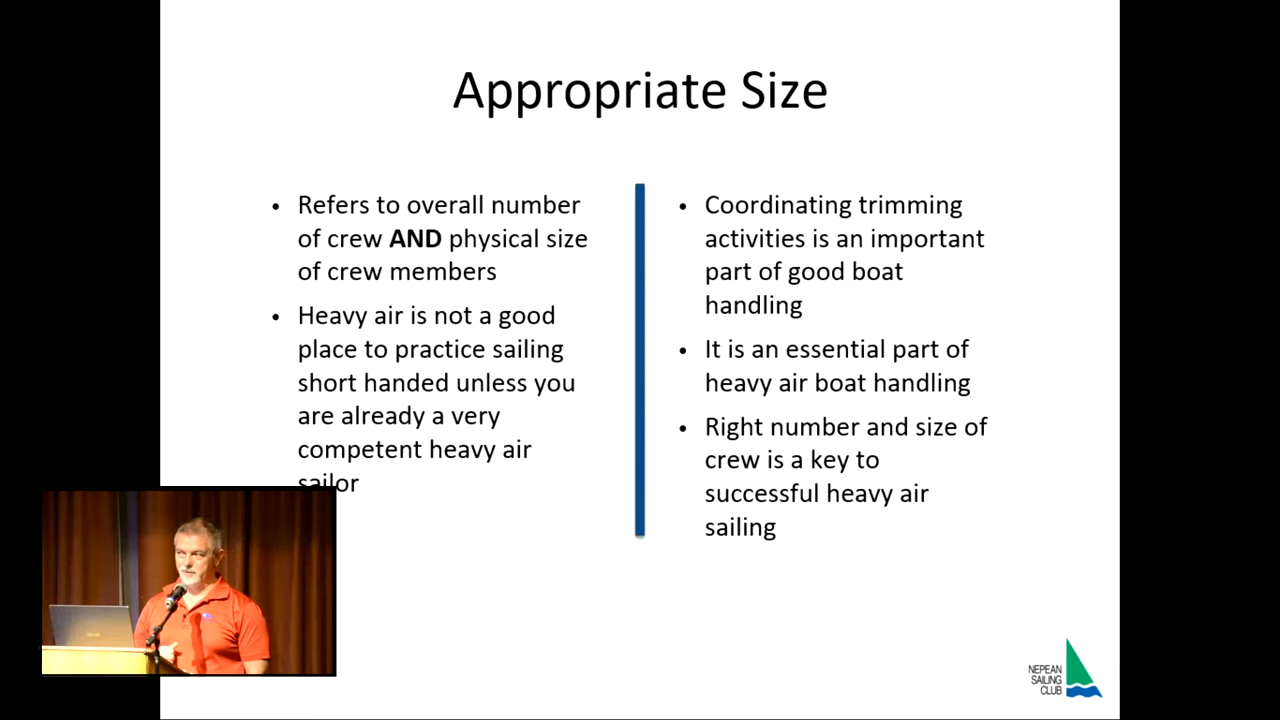 Appropriate Size
• Refers to overall number
of crew AND physical size
of crew members
• Heavy air is not a good
place to practice sailing
short handed unless you
are already a very
competent heavy air
sailor
• Coordinating trimming
activities is an important
part of good boat
handling
• It is an essential part of
heavy air boat handling
• Right number and size of
crew is a key to
successful heavy air
sailing
NEPEAN
SAILING
CLUB